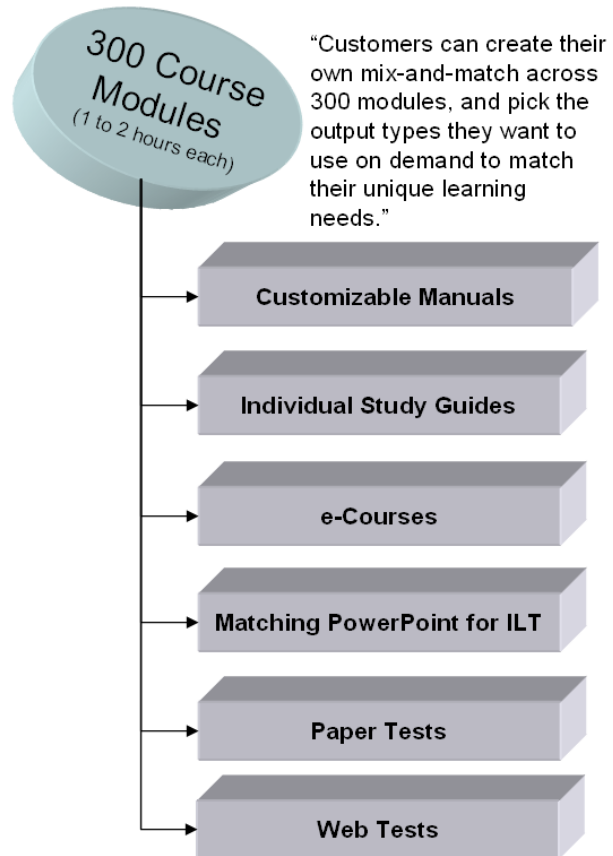 300 Course
Modules
(1 to 2 hours each)
“Customers can create their
own mix-and-match across
300 modules, and pick the
output types they want to
use on demand to match
their unique learning
needs.”
Customizable Manuals
Individual Study Guides
e-Courses
Matching PowerPoint for ILT
Paper Tests
Web Tests